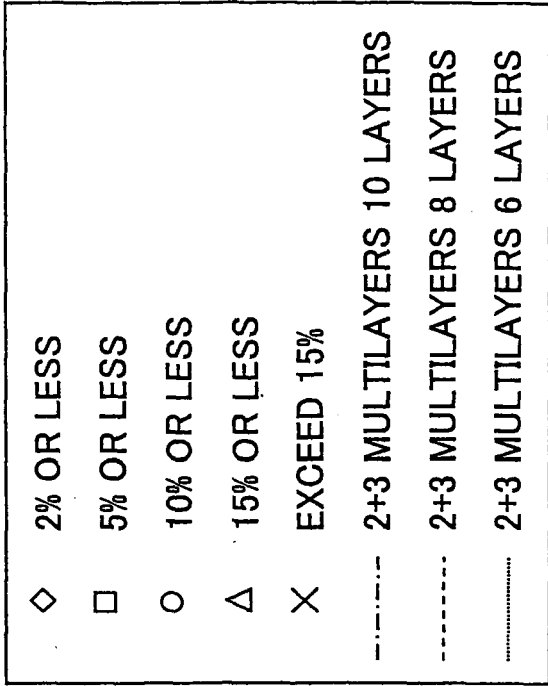 2% OR LESS
5% OR LESS
10% OR LESS
15% OR LESS
EXCEED 15%
2+3 MULTILAYERS 10 LAYERS
2+3 MULTILAYERS 8 LAYERS
2+3 MULTILAYERS 6 LAYERS